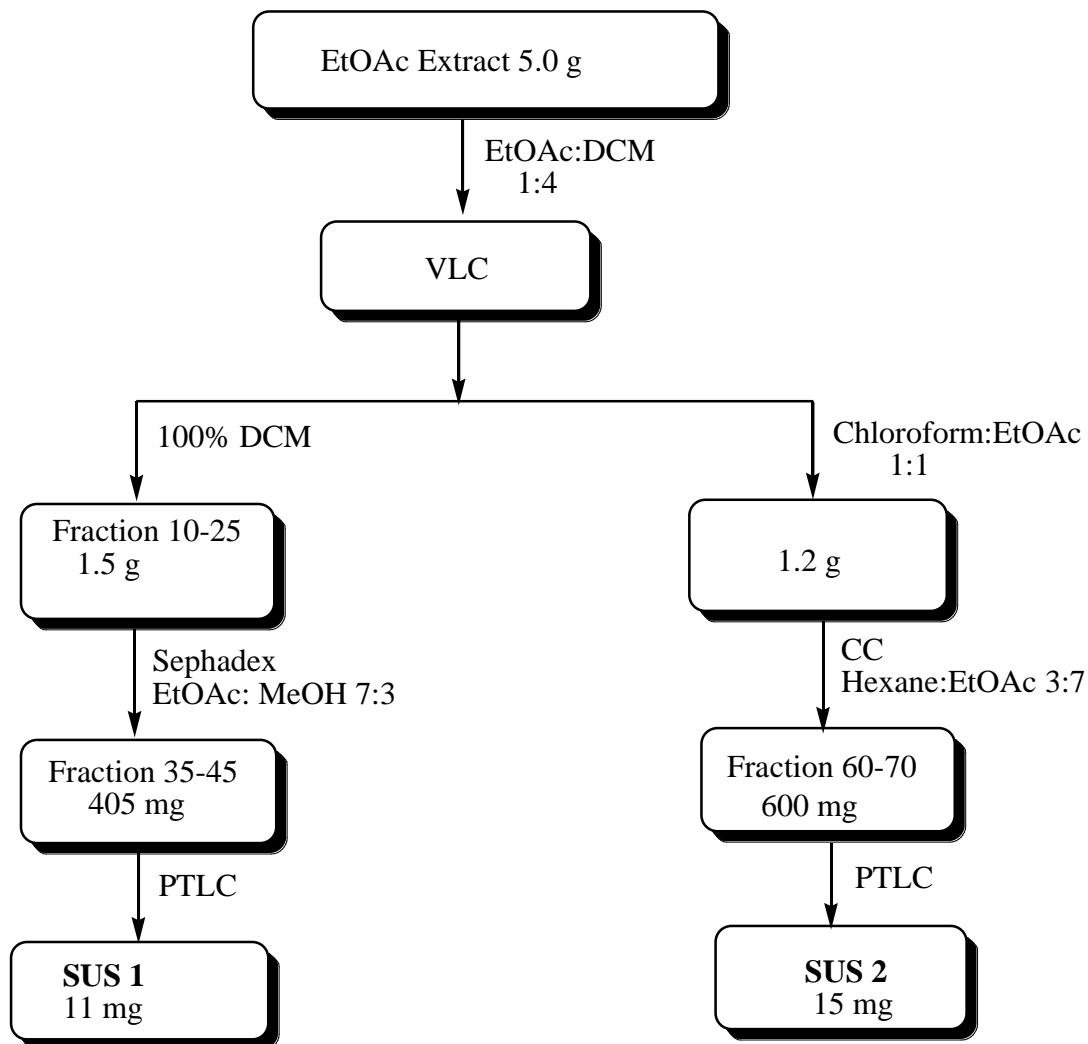 EtOAc Extract 5.0 g
EtOAc:DCM
1:4
VLC
100% DCM
Chloroform:EtOAc
1:1
Fraction 10-25
1.5 g
1.2 g
Sephadex
EtOAc: MeOH 7:3
CC
Hexane:EtOAc 3:7
Fraction 35-45
405 mg
Fraction 60-70
600 mg
PTLC
PTLC
SUS 1
11 mg
SUS 2
15 mg